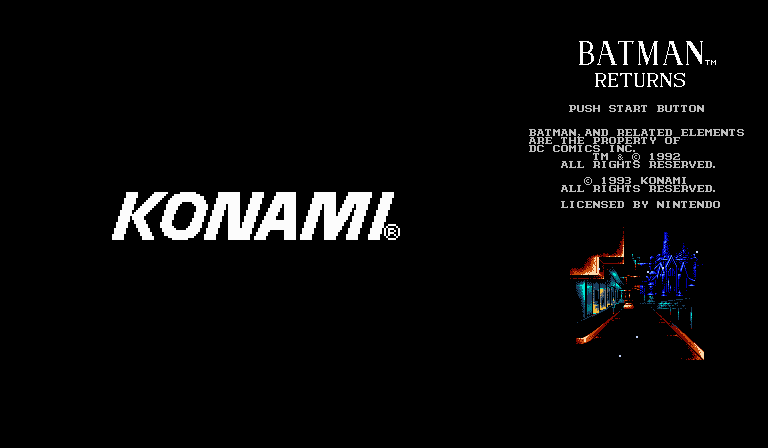 KONAMI®
BATMAN™
RETURNS
PUSH START BUTTON
BATMAN AND RELATED ELEMENTS
ARE THE PROPERTY OF
DC COMICS INC.
TM & © 1992
ALL RIGHTS RESERVED.
© 1993 KONAMI
ALL RIGHTS RESERVED.
LICENSED BY NINTENDO